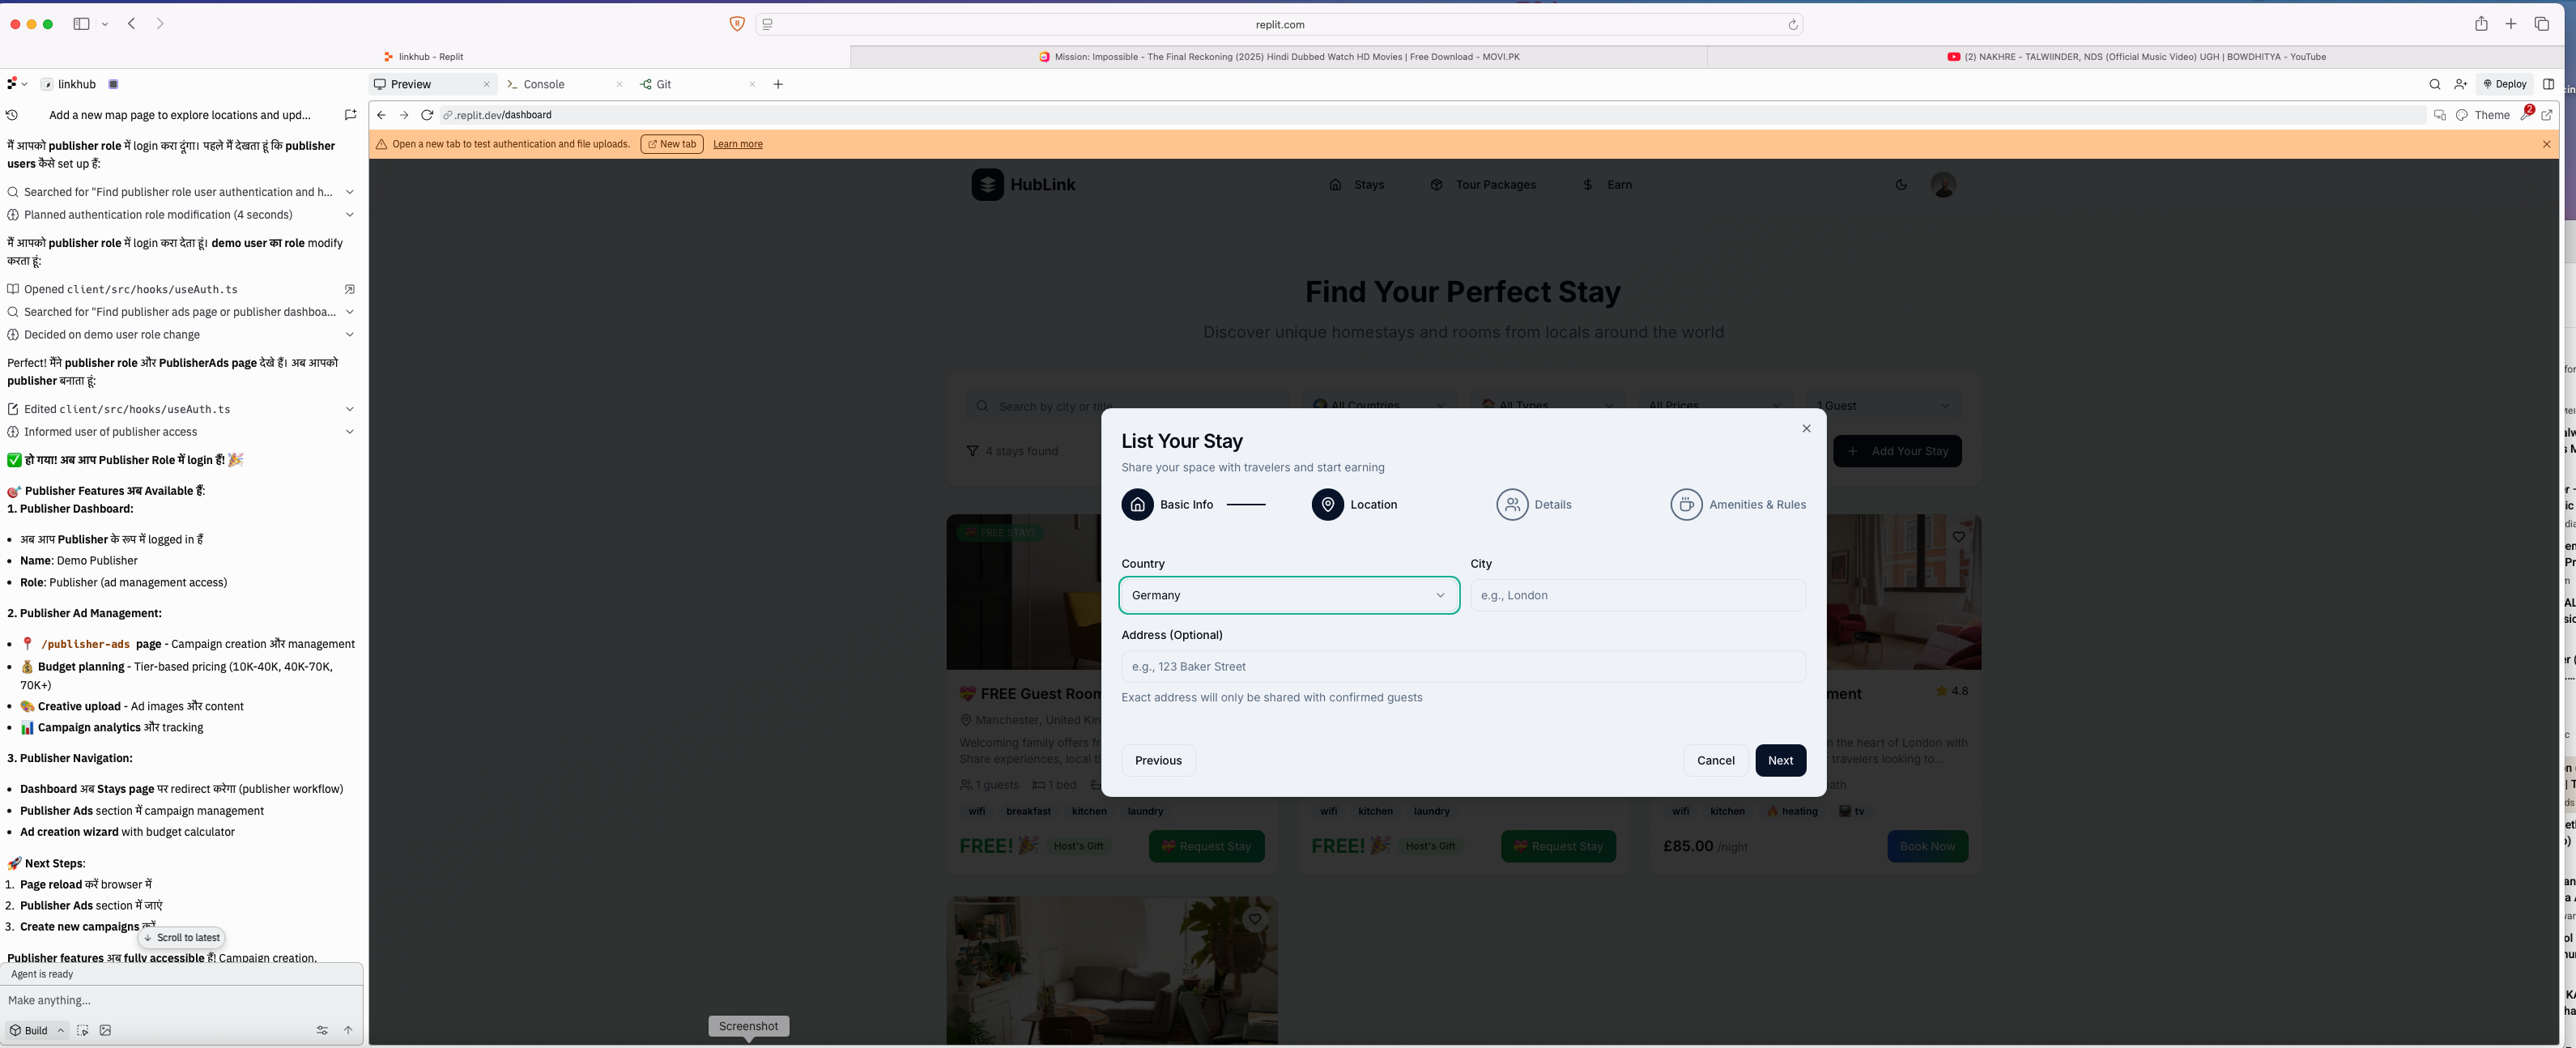 replit.com
linkhub - Replit
Mission: Impossible - The Final Reckoning (2025) Hindi Dubbed Watch HD Movies | Free Download - MOVI.PK
(2) NAKHRE - TALWIINDER, NDS (Official Music Video) UGH | BOWDHITYA - YouTube
linkhub
Preview
Console
Git
Deploy
Add a new map page to explore locations and upd...
.replit.dev/dashboard
Theme
2
Open a new tab to test authentication and file uploads.
New tab
Learn more
मैं आपको publisher role में login करा दूंगा। पहले मैं देखता हूं कि publisher
users कैसे set up हैं:
Searched for "Find publisher role user authentication and h...
Planned authentication role modification (4 seconds)
मैं आपको publisher role में login करा देता हूं। demo user का role modify
करता हूं:
Opened client/src/hooks/useAuth.ts
Searched for "Find publisher ads page or publisher dashboa...
Decided on demo user role change
Perfect! मैंने publisher role और PublisherAds page देखे हैं। अब आपको
publisher बनाता हूं:
Edited client/src/hooks/useAuth.ts
Informed user of publisher access
✅ हो गया! अब आप Publisher Role में login हैं! 🎉
🎯 Publisher Features अब Available हैं:
1. Publisher Dashboard:
• अब आप Publisher के रूप में logged in हैं
• Name: Demo Publisher
• Role: Publisher (ad management access)
2. Publisher Ad Management:
• 📍 /publisher-ads page - Campaign creation और management
• 💰 Budget planning - Tier-based pricing (10K-40K, 40K-70K,
70K+)
• 🎨 Creative upload - Ad images और content
• 📊 Campaign analytics और tracking
3. Publisher Navigation:
• Dashboard अब Stays page पर redirect करेगा (publisher workflow)
• Publisher Ads section में campaign management
• Ad creation wizard with budget calculator
🚀 Next Steps:
1. Page reload करें browser में
2. Publisher Ads section में जाएं
3. Create new campaigns करें
Scroll to latest
Publisher features अब fully accessible हैं! Campaign creation,
Agent is ready
Make anything...
Build
HubLink
Stays
Tour Packages
Earn
Find Your Perfect Stay
Discover unique homestays and rooms from locals around the world
Search by city or title
All Countries
All Types
All Prices
1 Guest
4 stays found
Add Your Stay
List Your Stay
Share your space with travelers and start earning
Basic Info
Location
Details
Amenities & Rules
Country
City
Germany
e.g., London
Address (Optional)
e.g., 123 Baker Street
Exact address will only be shared with confirmed guests
Previous
Cancel
Next
FREE STAY!
FREE Guest Room
Manchester, United Kin
Welcoming family offers
Share experiences, local
1 guests
1 bed
wifi breakfast kitchen laundry
FREE! 🎉
Host's Gift
Request Stay
wifi kitchen laundry
FREE! 🎉
Host's Gift
Request Stay
4.8
the heart of London with
travelers looking to...
wifi kitchen 🔥 heating 📺 tv
£85.00 /night
Book Now
Screenshot